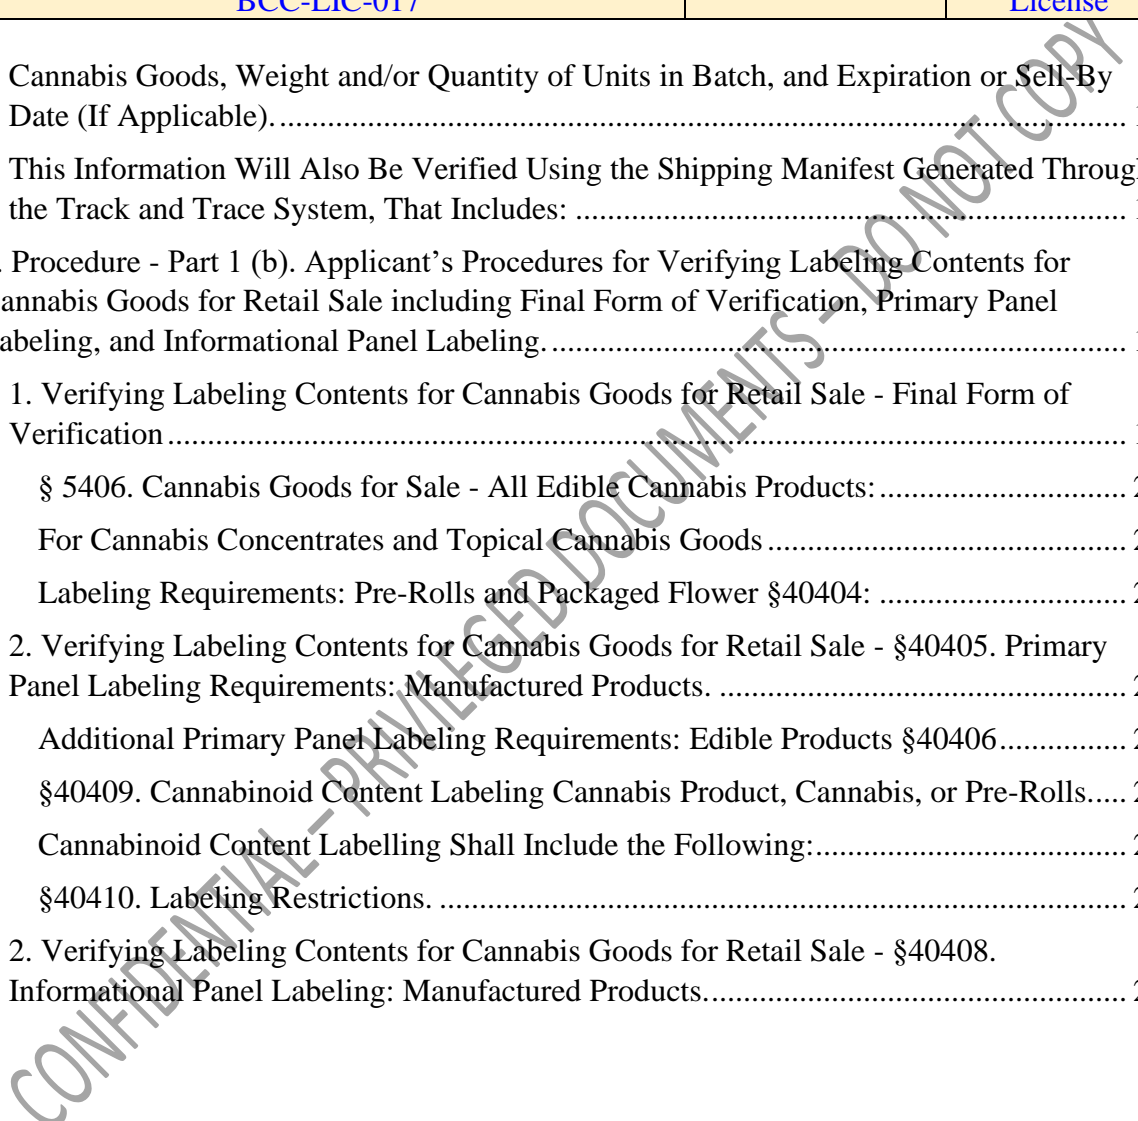 BCC-LIC-017 License
Cannabis Goods, Weight and/or Quantity of Units in Batch, and Expiration or Sell-By
Date (If Applicable). ........................................................................................................
This Information Will Also Be Verified Using the Shipping Manifest Generated Through
the Track and Trace System, That Includes: ........................................................................
. Procedure - Part 1 (b). Applicant’s Procedures for Verifying Labeling Contents for
annabis Goods for Retail Sale including Final Form of Verification, Primary Panel
abeling, and Informational Panel Labeling. ........................................................................
1. Verifying Labeling Contents for Cannabis Goods for Retail Sale - Final Form of
Verification ........................................................................................................................
§ 5406. Cannabis Goods for Sale - All Edible Cannabis Products: ................................ 2
For Cannabis Concentrates and Topical Cannabis Goods ............................................. 2
Labeling Requirements: Pre-Rolls and Packaged Flower §40404: ................................ 2
2. Verifying Labeling Contents for Cannabis Goods for Retail Sale - §40405. Primary
Panel Labeling Requirements: Manufactured Products. .................................................... 2
Additional Primary Panel Labeling Requirements: Edible Products §40406................ 2
§40409. Cannabinoid Content Labeling Cannabis Product, Cannabis, or Pre-Rolls..... 2
Cannabinoid Content Labelling Shall Include the Following:....................................... 2
§40410. Labeling Restrictions. ...................................................................................... 2
2. Verifying Labeling Contents for Cannabis Goods for Retail Sale - §40408.
Informational Panel Labeling: Manufactured Products..................................................... 2
CONFIDENTIAL – PRIVILEGED DOCUMENTS – DO NOT COPY